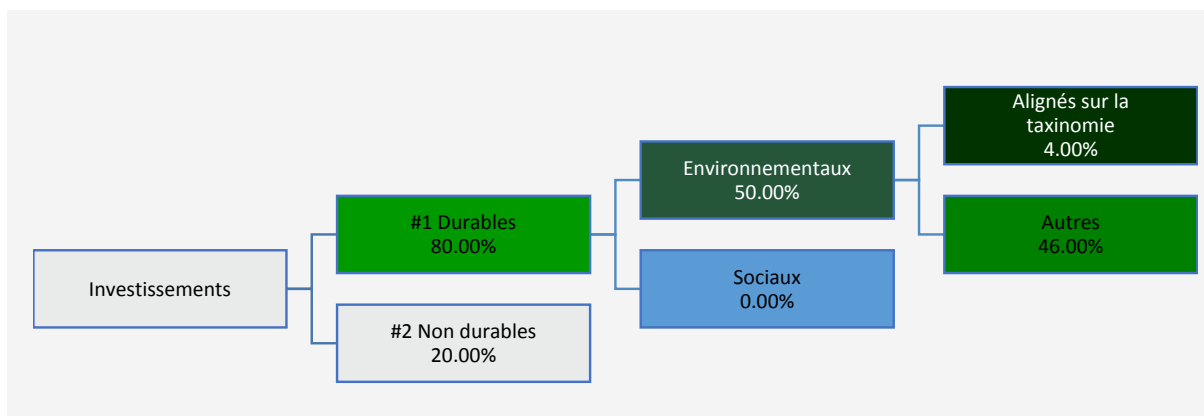 Investissements
#1 Durables
80.00%
#2 Non durables
20.00%
Environnementaux
50.00%
Sociaux
0.00%
Alignés sur la
taxinomie
4.00%
Autres
46.00%